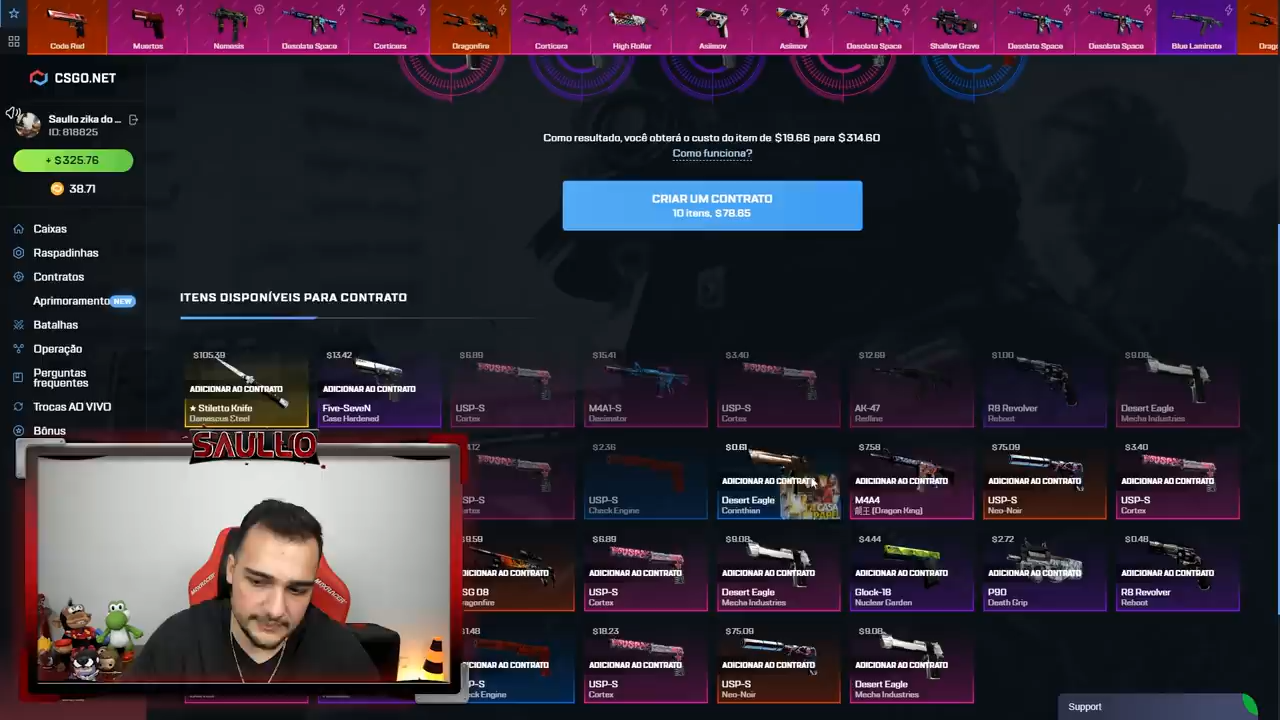 Code Red
Muertos
Nemesis
Desolate Space
Corticera
Dragonfire
Corticera
High Roller
Asiimov
Asiimov
Desolate Space
Shallow Grave
Desolate Space
Desolate Space
Blue Laminate
CSGO.NET
Saullo zika do ...
ID: 818825
+ $325.76
38.71
Como resultado, você obterá o custo do item de $19.66 para $314.60
Como funciona?
CRIAR UM CONTRATO
10 itens, $78.65
Caixas
Raspadinhas
Contratos
Aprimoramento NEW
Batalhas
Operação
Perguntas
frequentes
Trocas AO VIVO
Bônus
ITENS DISPONÍVEIS PARA CONTRATO
$105.39
ADICIONAR AO CONTRATO
★ Stiletto Knife
Damascus Steel
$13.42
ADICIONAR AO CONTRATO
Five-SeveN
Case Hardened
$6.89
USP-S
Cortex
$15.41
M4A1-S
Decimator
$3.40
USP-S
Cortex
$12.69
AK-47
Redline
$1.00
R8 Revolver
Reboot
$9.08
Desert Eagle
Mecha Industries
USP-S
$2.36
USP-S
Check Engine
$0.61
ADICIONAR AO CONTRATO
Desert Eagle
Corinthian
$7.58
ADICIONAR AO CONTRATO
M4A4
龍王 (Dragon King)
$75.09
ADICIONAR AO CONTRATO
USP-S
Neo-Noir
$3.40
ADICIONAR AO CONTRATO
USP-S
Cortex
$6.89
ADICIONAR AO CONTRATO
USP-S
Cortex
$9.08
ADICIONAR AO CONTRATO
Desert Eagle
Mecha Industries
$4.44
ADICIONAR AO CONTRATO
Glock-18
Nuclear Garden
$2.72
ADICIONAR AO CONTRATO
P90
Death Grip
$0.48
ADICIONAR AO CONTRATO
R8 Revolver
Reboot
$18.23
ADICIONAR AO CONTRATO
USP-S
Cortex
$75.09
ADICIONAR AO CONTRATO
USP-S
Neo-Noir
$9.08
ADICIONAR AO CONTRATO
Desert Eagle
Mecha Industries
SAULLO
Support